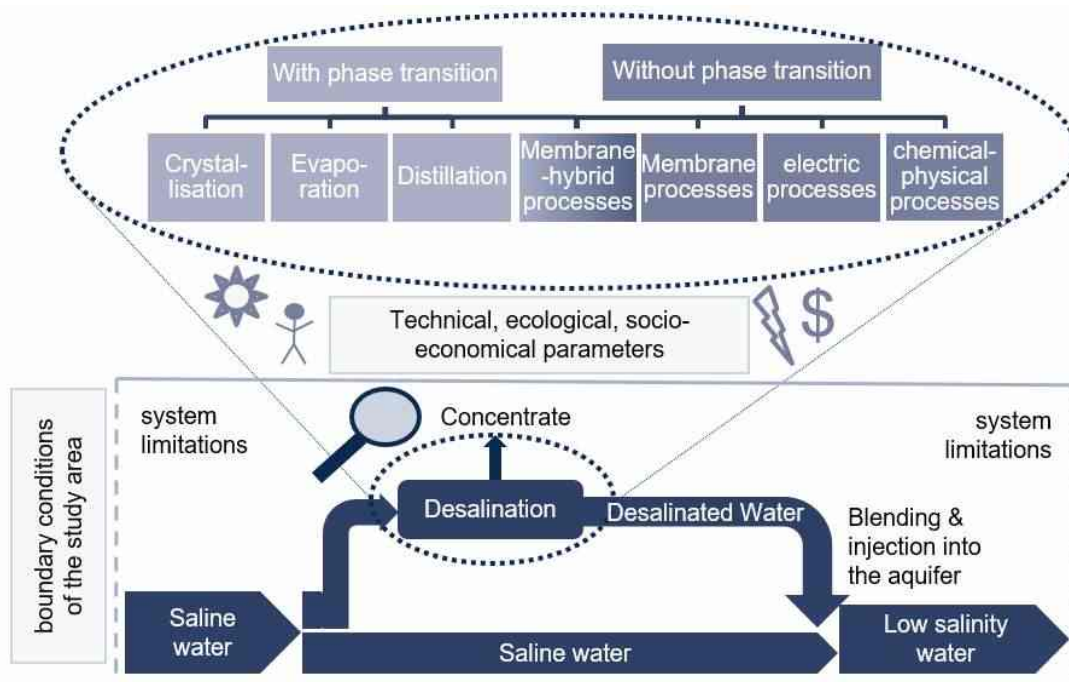 With phase transition
Without phase transition
Crystal-
lisation
Evapo-
ration
Distillation
Membrane
-hybrid
processes
Membrane
processes
electric
processes
chemical-
physical
processes
$
Technical, ecological, socio-
economical parameters
boundary conditions
of the study area
system
limitations
Concentrate
system
limitations
Desalination
Desalinated Water
Blending &
injection into
the aquifer
Saline
water
Saline water
Low salinity
water